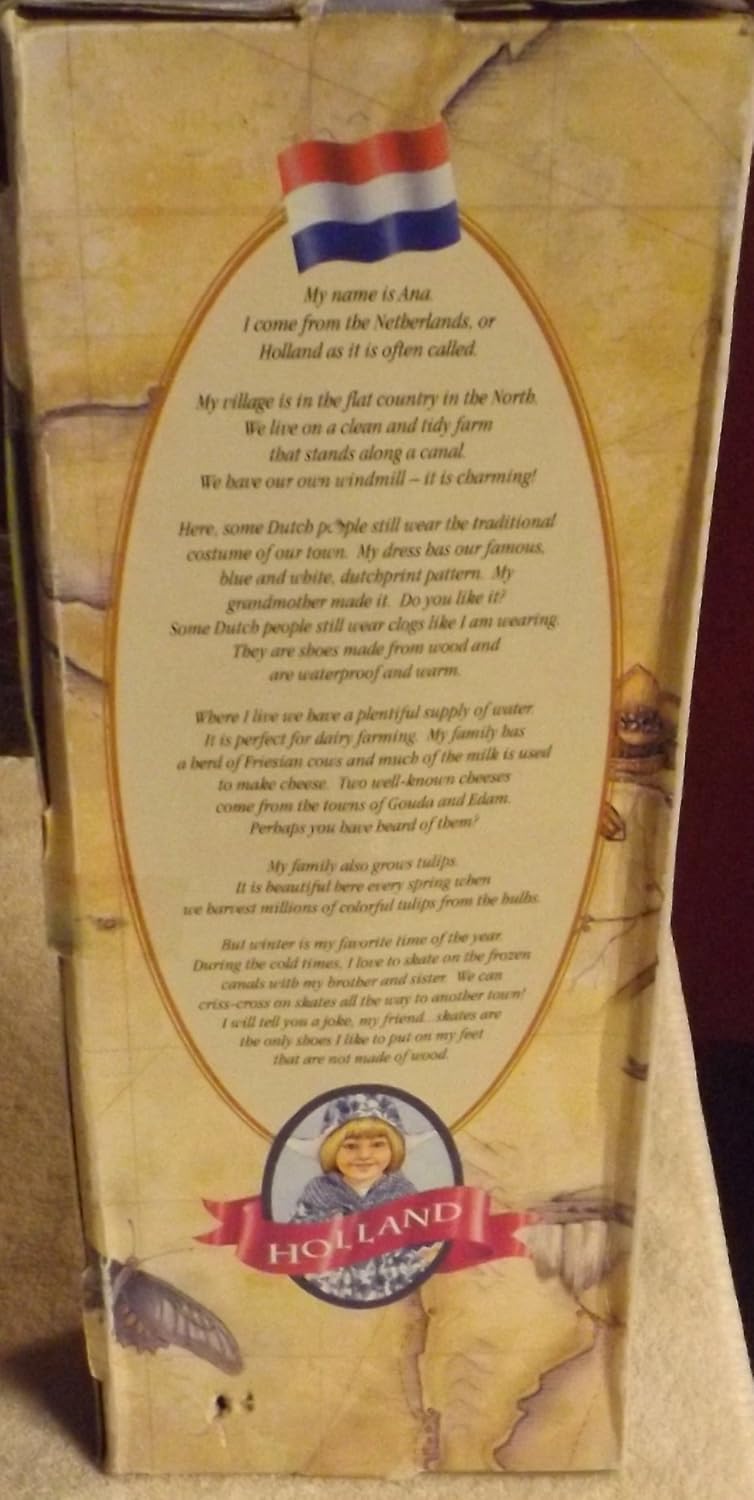 My name is Ana.
I come from the Netherlands, or
Holland as it is often called.
My village is in the flat country in the North.
We live on a clean and tidy farm
that stands along a canal.
We have our own windmill – it is charming!
Here, some Dutch people still wear the traditional
costume of our town. My dress has our famous,
blue and white, dutchprint pattern. My
grandmother made it. Do you like it?
Some Dutch people still wear clogs like I am wearing.
They are shoes made from wood and
are waterproof and warm.
Where I live we have a plentiful supply of water.
It is perfect for dairy farming. My family has
a herd of Friesian cows and much of the milk is used
to make cheese. Two well-known cheeses
come from the towns of Gouda and Edam.
Perhaps you have heard of them?
My family also grows tulips.
It is beautiful here every spring when
we harvest millions of colorful tulips from the bulbs.
But winter is my favorite time of the year.
During the cold times, I love to skate on the frozen
canals with my brother and sister. We can
criss-cross on skates all the way to another town!
I will tell you a joke, my friend...skates are
the only shoes I like to put on my feet
that are not made of wood.
HOLLAND